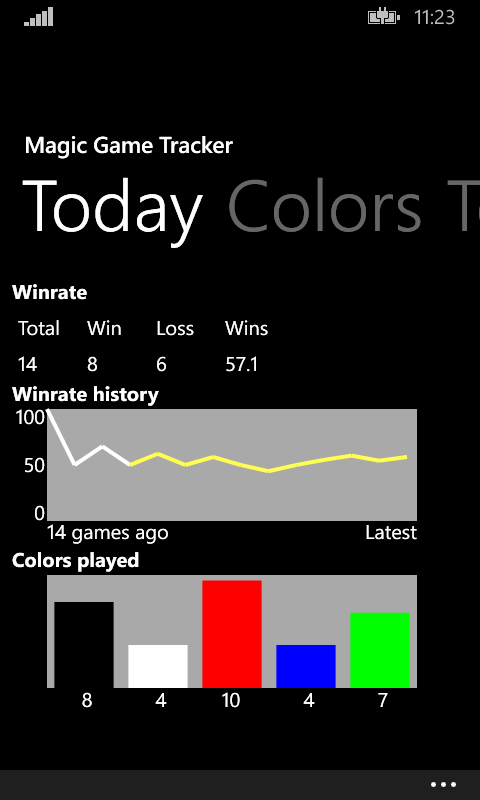 11:23
Magic Game Tracker
Today Colors T
Winrate
Total Win Loss Wins
14 8 6 57.1
Winrate history
100
50
0
14 games ago Latest
Colors played
8 4 10 4 7